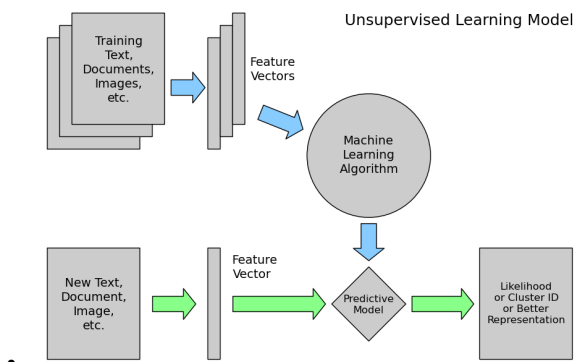 Unsupervised Learning Model
Training
Text,
Documents,
Images,
etc.
Feature
Vectors
Machine
Learning
Algorithm
New Text,
Document,
Image,
etc.
Feature
Vector
Predictive
Model
Likelihood
or Cluster ID
or Better
Representation